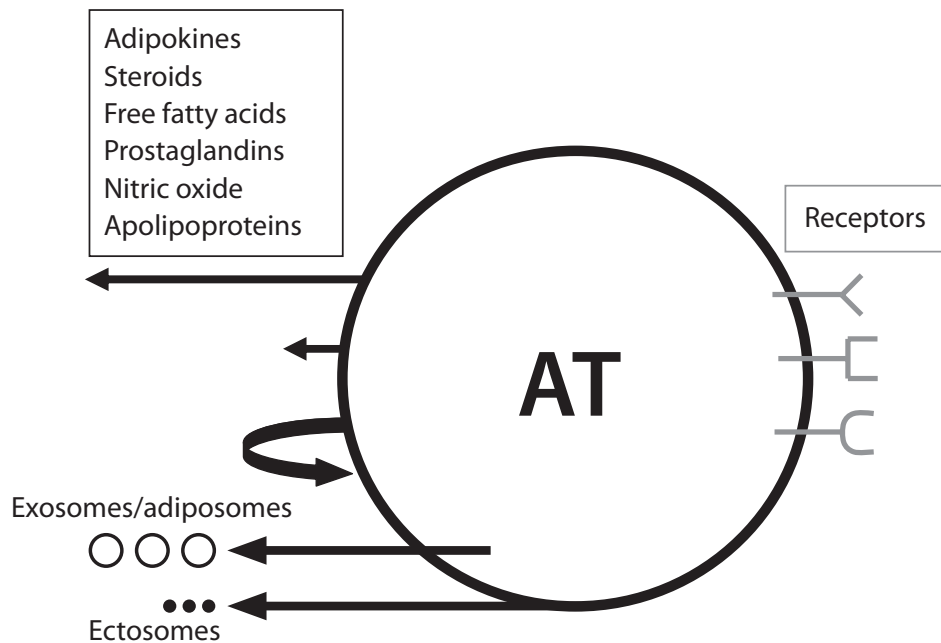 Adipokines
Steroids
Free fatty acids
Prostaglandins
Nitric oxide
Apolipoproteins
Receptors
AT
Exosomes/adiposomes
Ectosomes